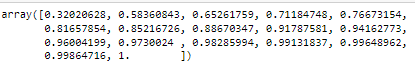 array([0.32020628, 0.58360843, 0.65261759, 0.71184748, 0.76673154,
0.81657854, 0.85216726, 0.88670347, 0.91787581, 0.94162773,
0.96004199, 0.9730024 , 0.98285994, 0.99131837, 0.99648962,
0.99864716, 1.        ])